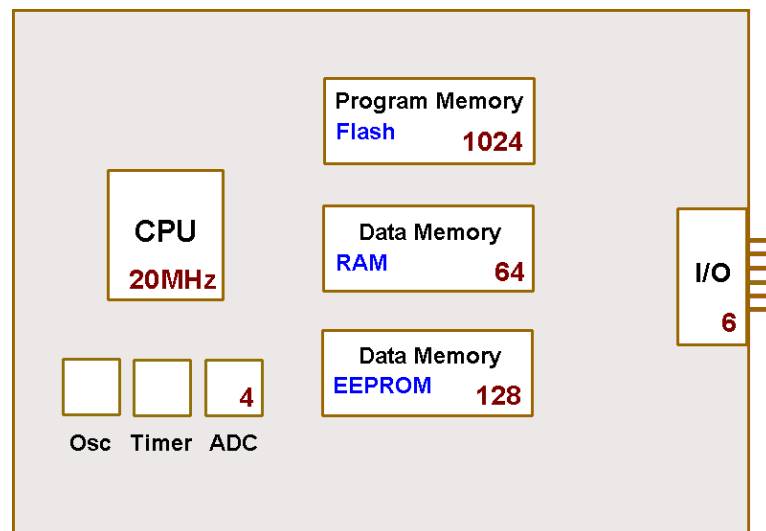 Program Memory
Flash
1024
CPU
20MHz
Data Memory
RAM
64
I/O
6
Data Memory
EEPROM
128
4
Osc Timer ADC